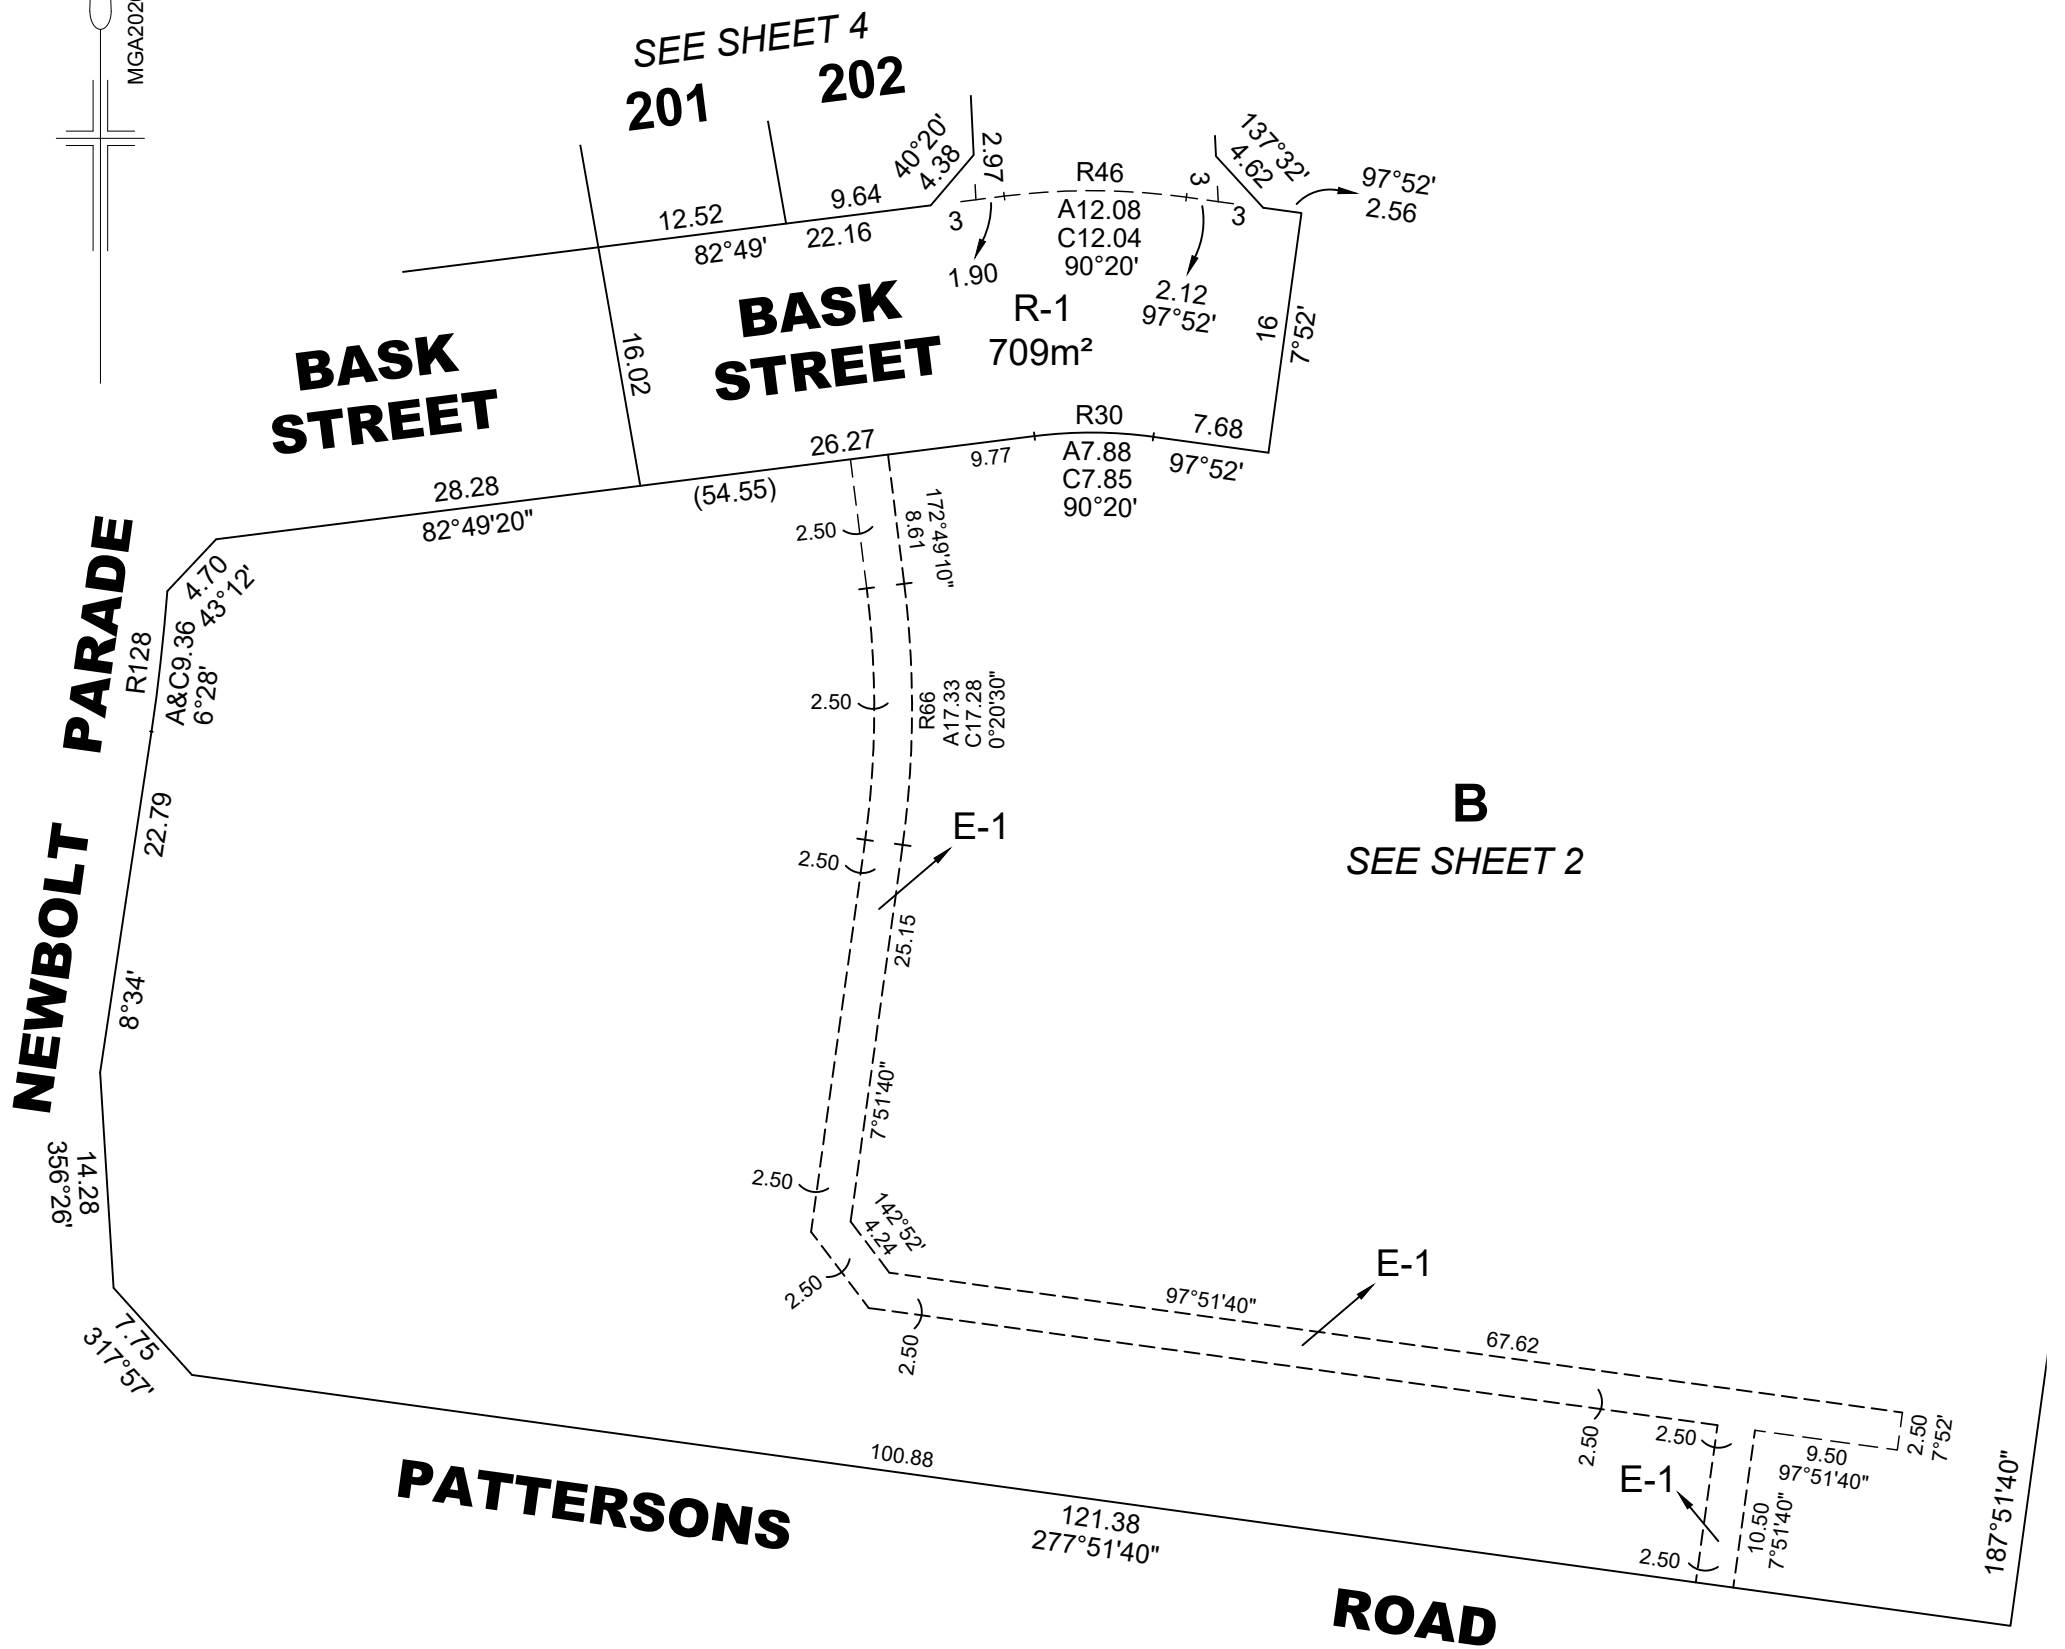 MGA202
SEE SHEET 4
201
202
12.52
9.64
82°49'
22.16
40°20'
4.38
2.97
3
R46
3
3
A12.08
C12.04
90°20'
1.90
2.12
97°52'
137°32'
4.62
97°52'
2.56
16
7°52'
R-1
709m²
BASK
STREET
BASK
STREET
16.02
28.28
82°49'20"
26.27
(54.55)
9.77
R30
A7.88
C7.85
90°20'
7.68
97°52'
2.50
172°49'10"
8.61
4.70
43°12'
R128
A&C9.36
6°28'
NEWBOLT PARADE
22.79
8°34'
14.28
356°26'
7.75
317°57'
2.50
R66
A17.33
C17.28
0°20'30"
2.50
E-1
25.15
7°51'40"
B
SEE SHEET 2
2.50
142°52'
4.24
2.50
2.50
97°51'40"
E-1
67.62
2.50
2.50
9.50
97°51'40"
2.50
7°52'
E-1
10.50
7°51'40"
2.50
187°51'40"
100.88
121.38
277°51'40"
PATTERSONS ROAD